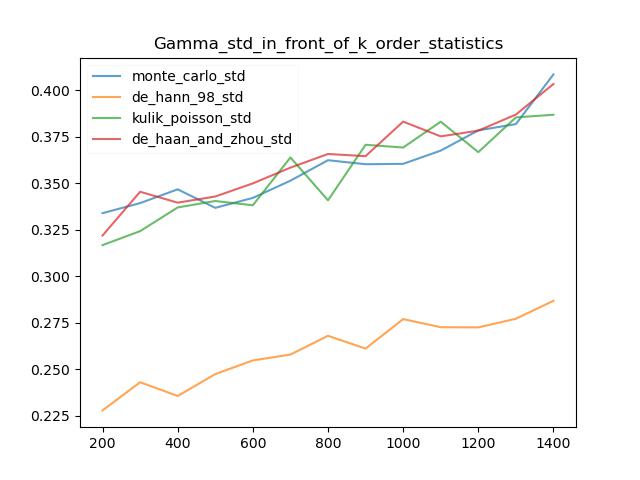 Gamma_std_in_front_of_k_order_statistics
monte_carlo_std
de_hann_98_std
kulik_poisson_std
de_haan_and_zhou_std
0.400
0.375
0.350
0.325
0.300
0.275
0.250
0.225
200 400 600 800 1000 1200 1400